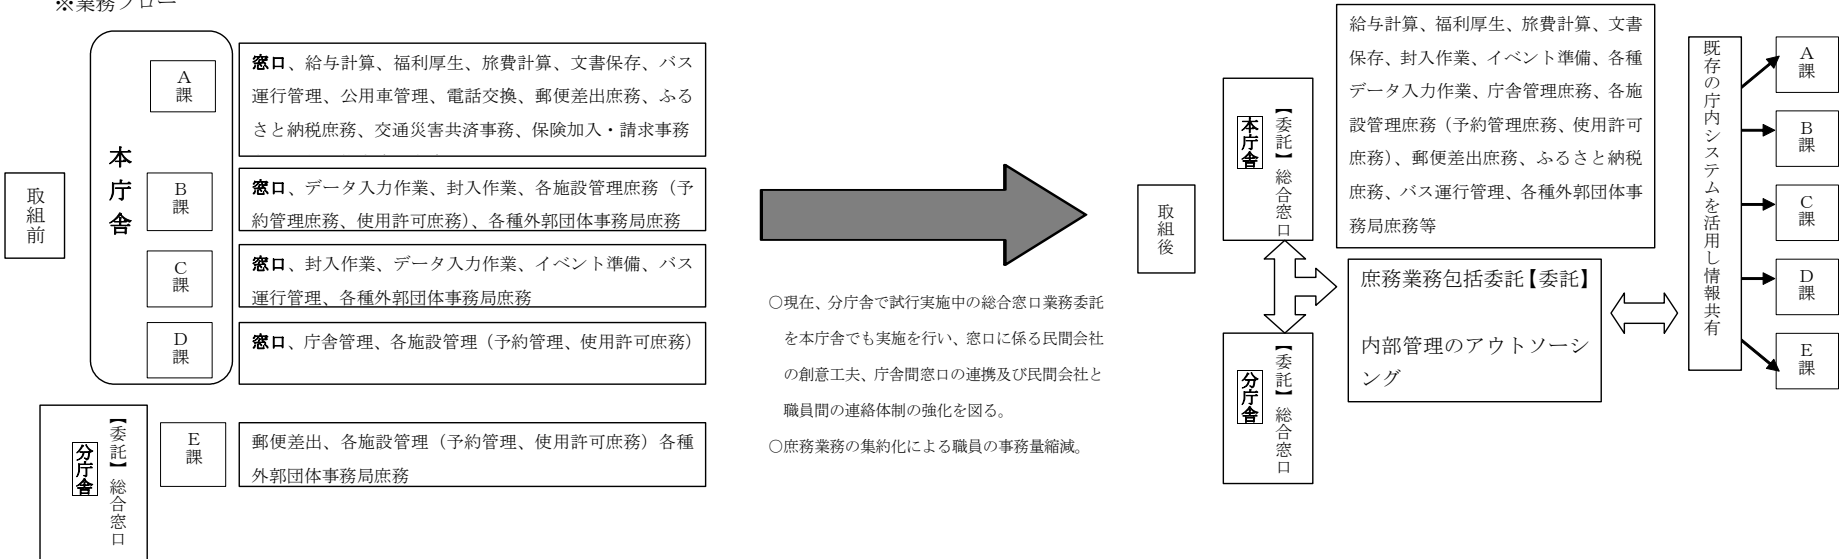 ※業務フロー
取組前
本庁舎
A課
窓口、給与計算、福利厚生、旅費計算、文書保存、バス
運行管理、公用車管理、電話交換、郵便差出庶務、ふる
さと納税庶務、交通災害共済事務、保険加入・請求事務
B課
窓口、データ入力作業、封入作業、各施設管理庶務（予
約管理庶務、使用許可庶務）、各種外郭団体事務局庶務
C課
窓口、封入作業、データ入力作業、イベント準備、バス
運行管理、各種外郭団体事務局庶務
D課
窓口、庁舎管理、各施設管理（予約管理、使用許可庶務）
【委託】総合窓口
分庁舎
E課
郵便差出、各施設管理（予約管理、使用許可庶務）各種
外郭団体事務局庶務
○現在、分庁舎で試行実施中の総合窓口業務委託
を本庁舎でも実施を行い、窓口に係る民間会社
の創意工夫、庁舎間窓口の連携及び民間会社と
職員間の連絡体制の強化を図る。
○庶務業務の集約化による職員の事務量縮減。
取組後
【委託】総合窓口
本庁舎
給与計算、福利厚生、旅費計算、文書
保存、封入作業、イベント準備、各種
データ入力作業、庁舎管理庶務、各施
設管理庶務（予約管理庶務、使用許可
庶務）、郵便差出庶務、ふるさと納税
庶務、バス運行管理、各種外郭団体事
務局庶務等
庶務業務包括委託【委託】
内部管理のアウトソーシ
ング
【委託】総合窓口
分庁舎
既存の庁内システムを活用し情報共有
A課
B課
C課
D課
E課